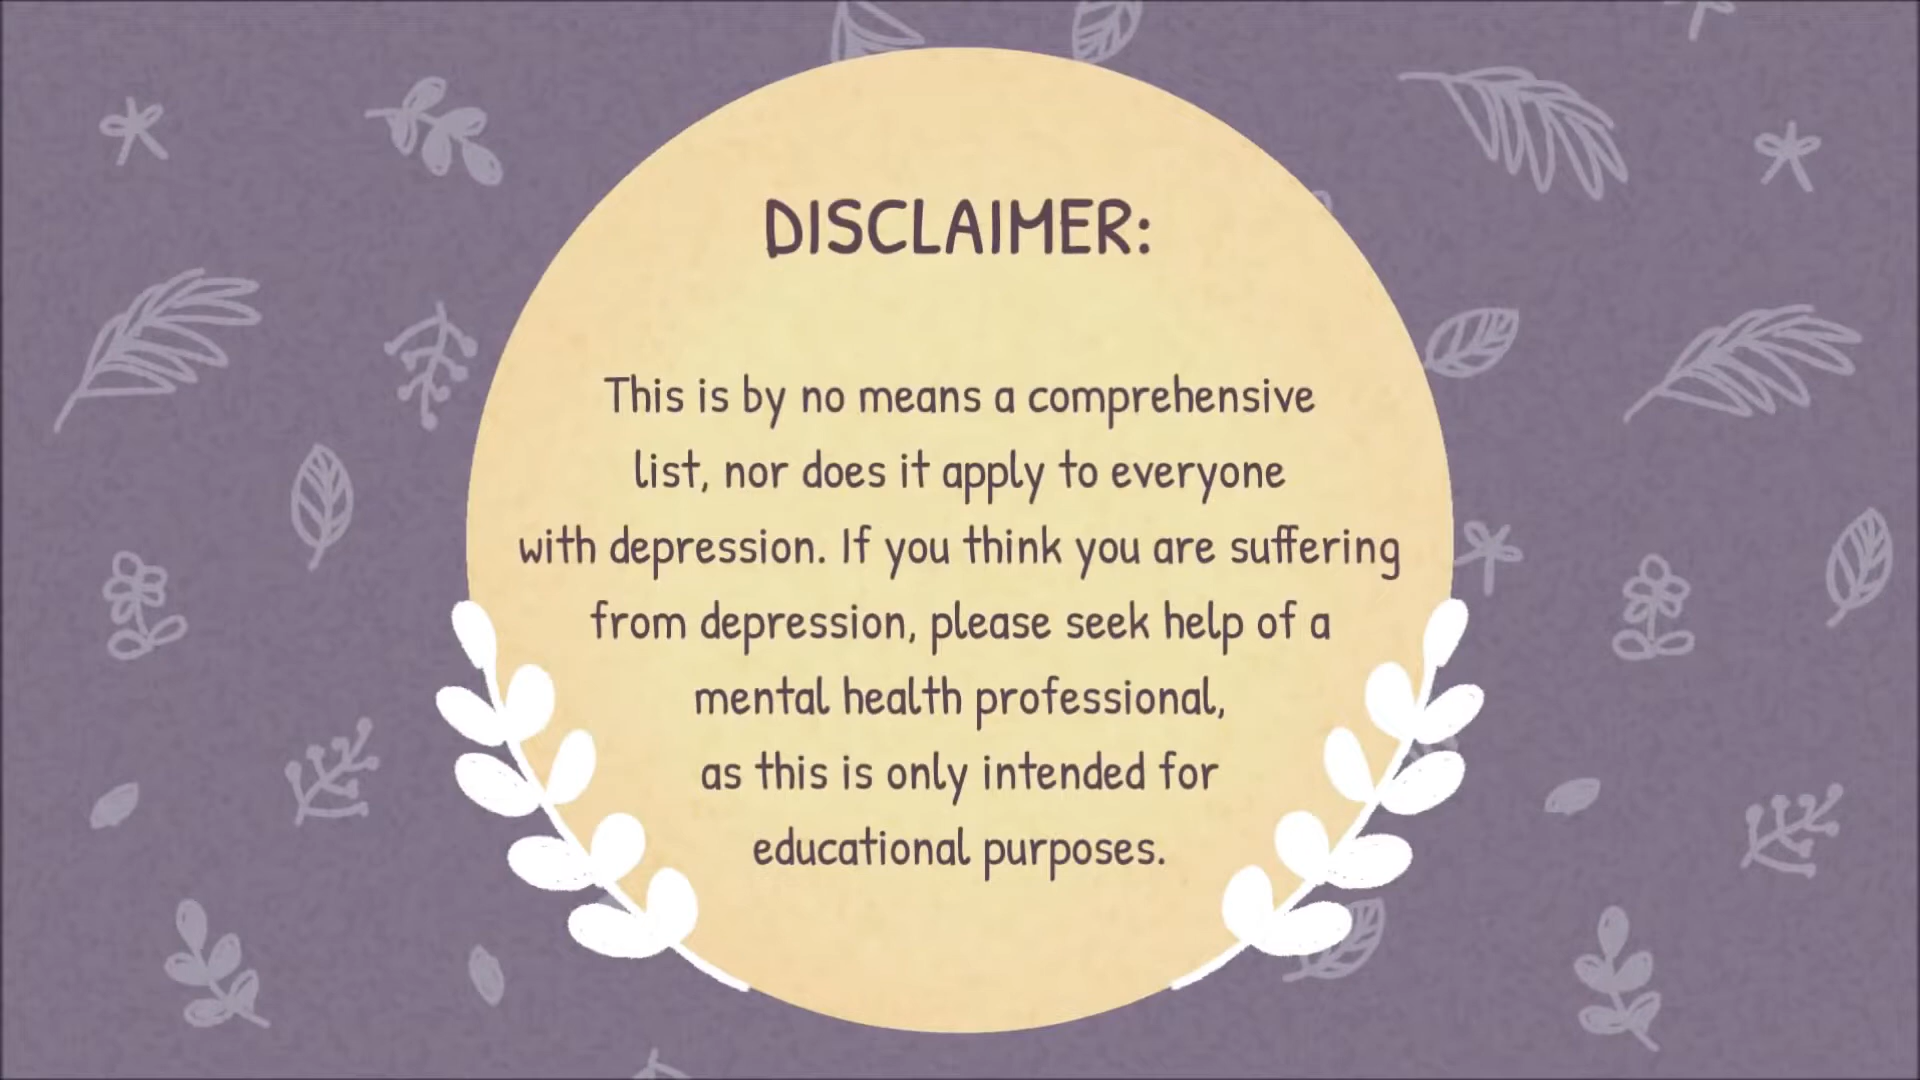 DISCLAIMER:
This is by no means a comprehensive
list, nor does it apply to everyone
with depression. If you think you are suffering
from depression, please seek help of a
mental health professional,
as this is only intended for
educational purposes.